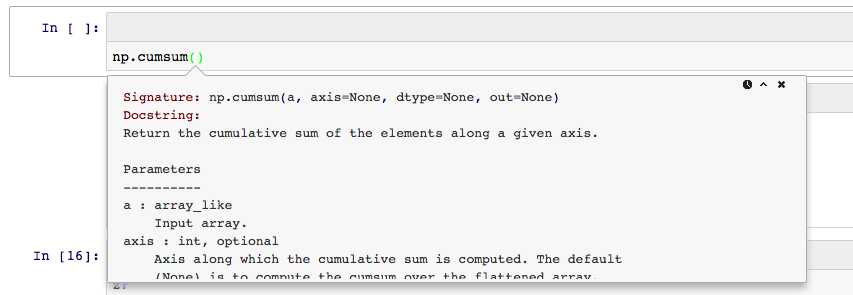 In [ ]:
np.cumsum()
Signature: np.cumsum(a, axis=None, dtype=None, out=None)
Docstring:
Return the cumulative sum of the elements along a given axis.
Parameters
----------
a : array_like
Input array.
axis : int, optional
Axis along which the cumulative sum is computed. The default
(None) is to compute the cumsum over the flattened array.
In [16]: